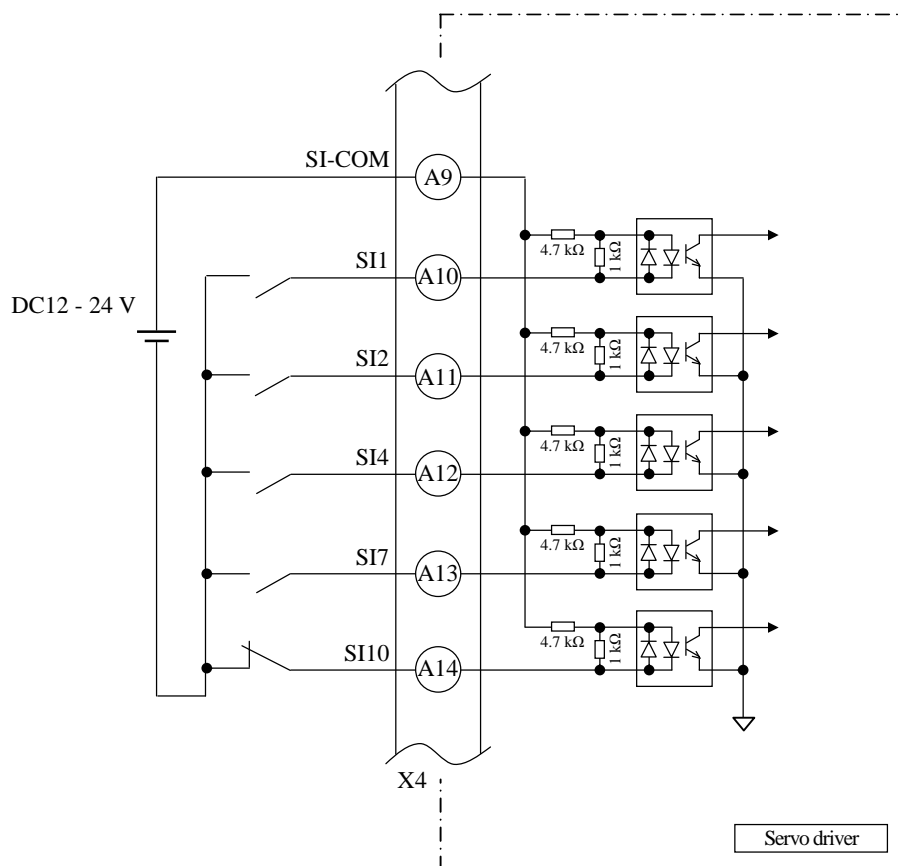 SI-COM
A9
4.7 kΩ
1 kΩ
SI1
A10
DC12 - 24 V
4.7 kΩ
1 kΩ
SI2
A11
4.7 kΩ
1 kΩ
SI4
A12
4.7 kΩ
1 kΩ
SI7
A13
4.7 kΩ
1 kΩ
SI10
A14
X4
Servo driver